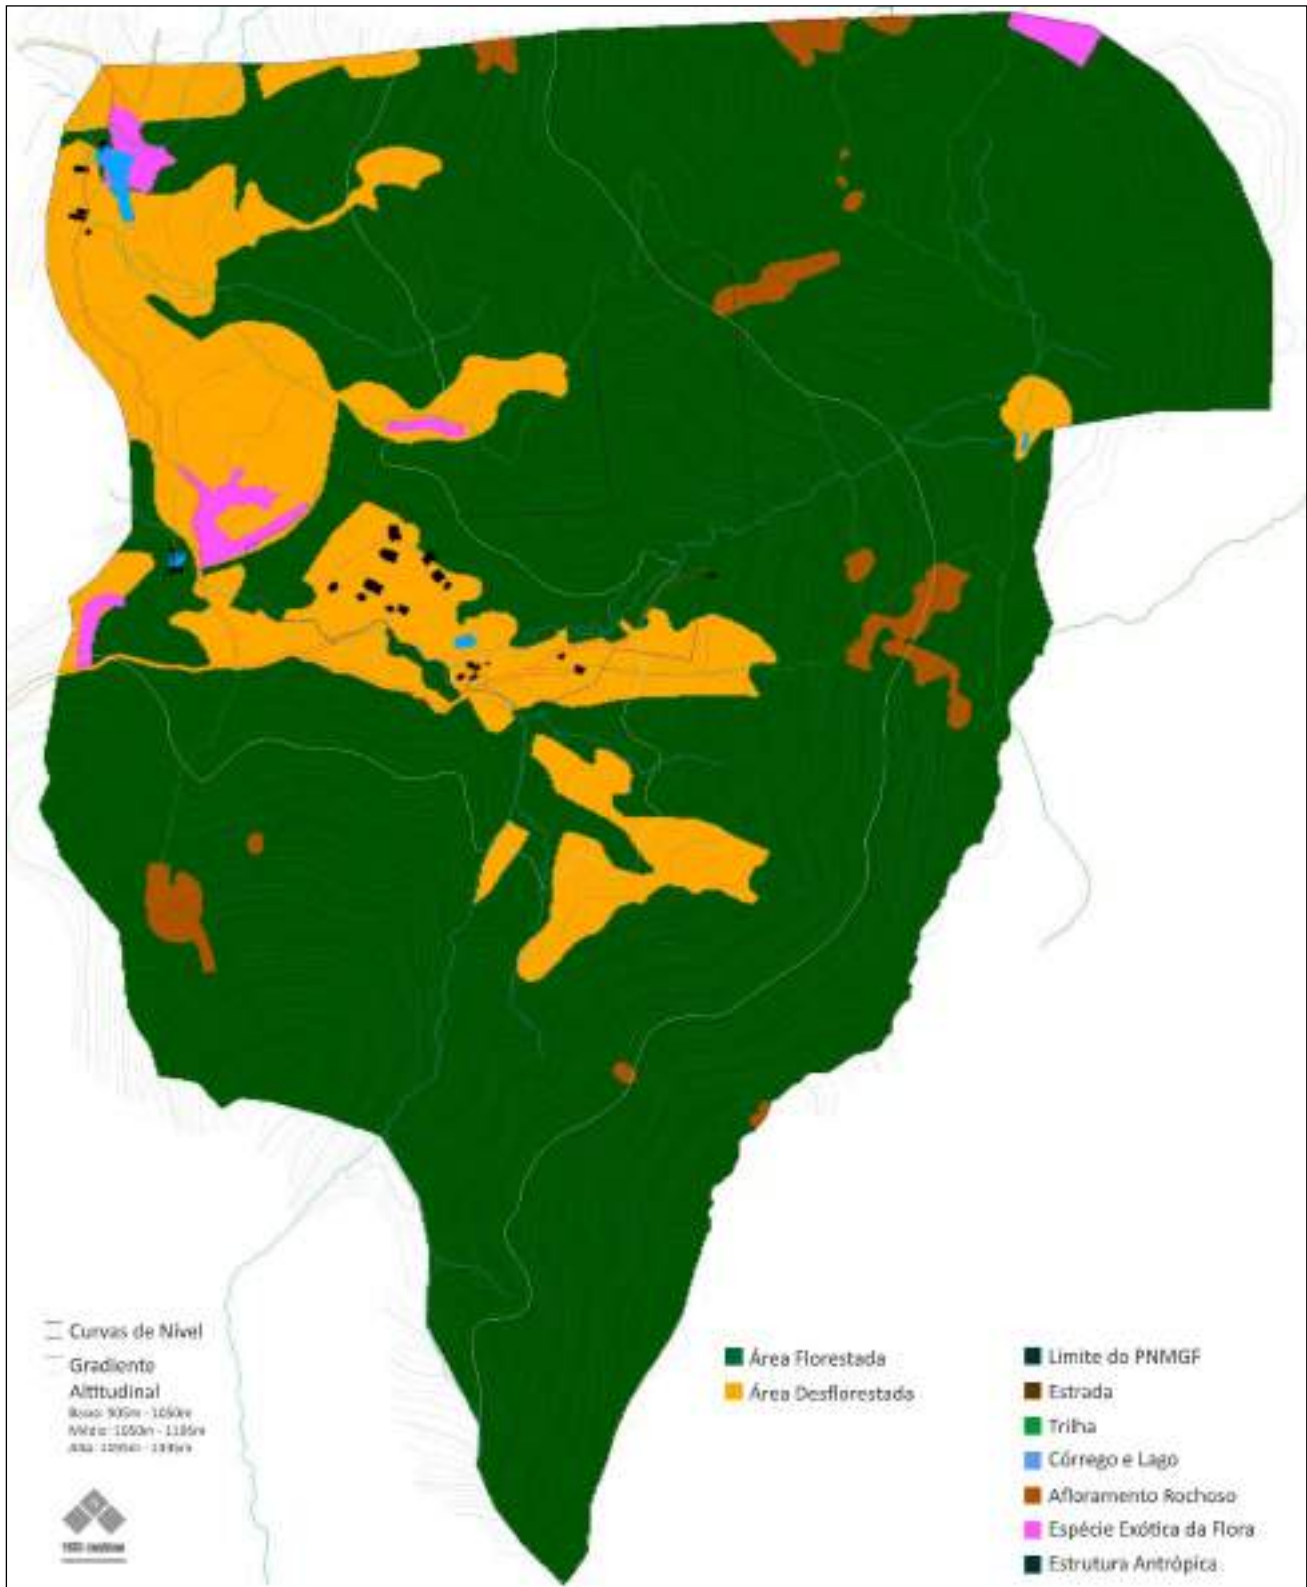 Curvas de Nível
Gradiente
Altitudinal
Área Florestada
Área Desflorestada
Limite do PNMGF
Estrada
Trilha
Córrego e Lago
Afloramento Rochoso
Espécie Exótica da Flora
Estrutura Antrópica